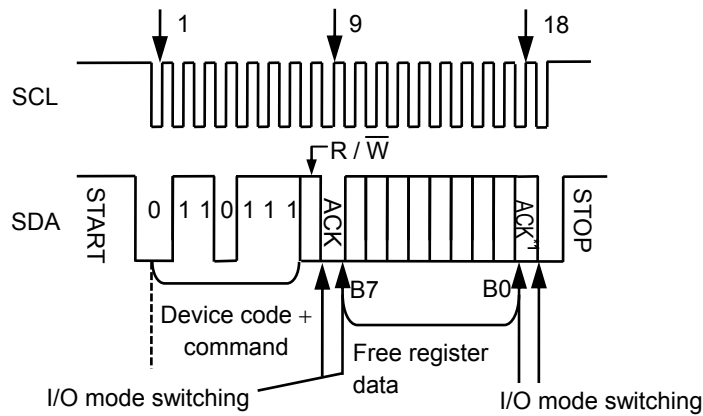 1
9
18
SCL
R / W̅
SDA
START
0 1 1 0 1 1 1
ACK
ACK*1
STOP
B7
B0
Device code +
command
Free register
data
I/O mode switching
I/O mode switching